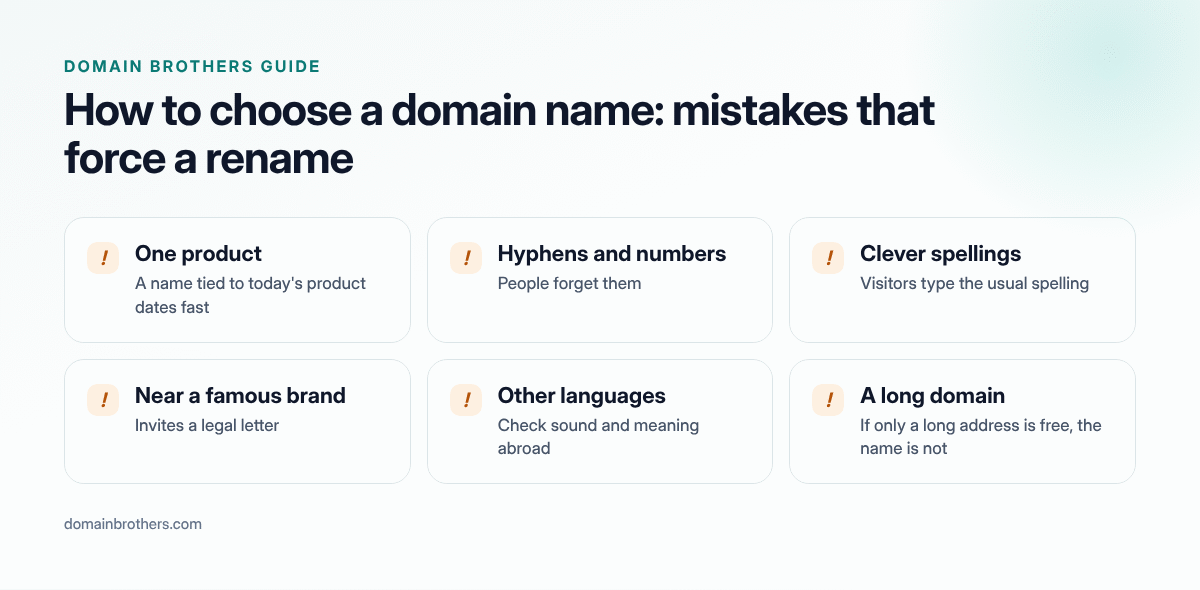 DOMAIN BROTHERS GUIDE
How to choose a domain name: mistakes that
force a rename
! One product
A name tied to today's product
dates fast
! Hyphens and numbers
People forget them
! Clever spellings
Visitors type the usual spelling
! Near a famous brand
Invites a legal letter
! Other languages
Check sound and meaning
abroad
! A long domain
If only a long address is free, the
name is not
domainbrothers.com